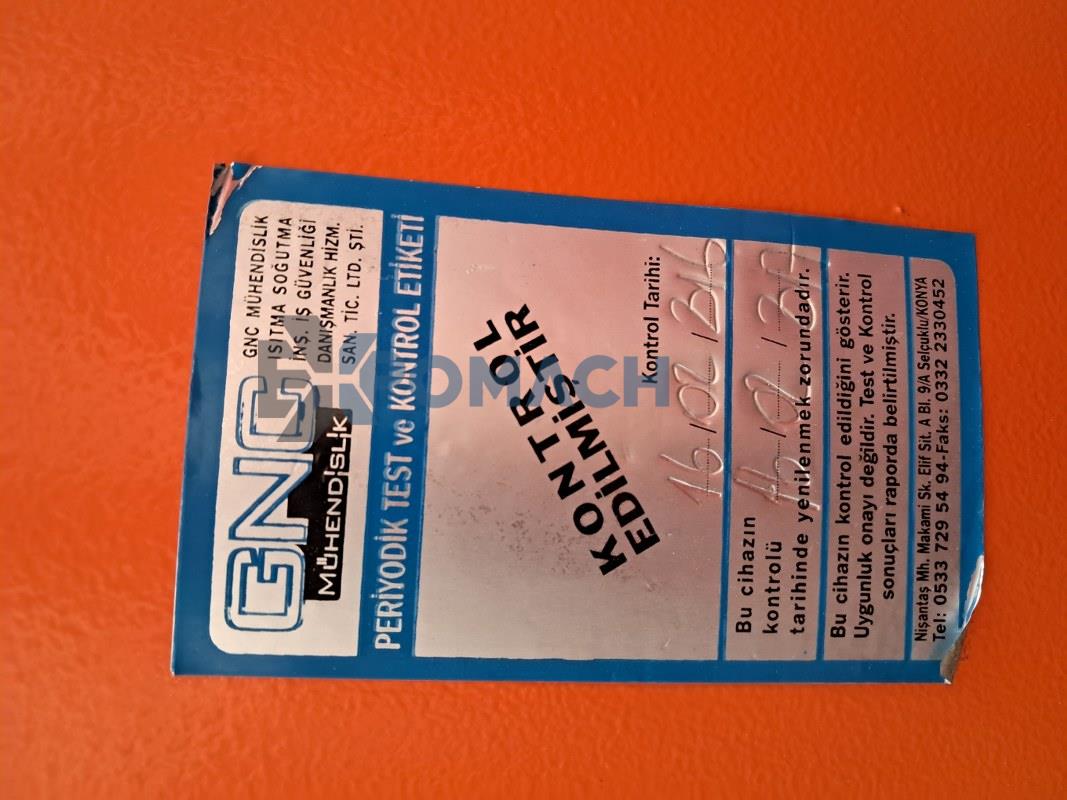 GNC
MÜHENDİSLİK
GNC MÜHENDİSLİK
ISITMA SOĞUTMA
İNŞ. İŞ GÜVENLİĞİ
DANIŞMANLIK HİZM.
SAN. TİC. LTD. ŞTİ.
PERİYODİK TEST ve KONTROL ETİKETİ
KONTROL
EDİLMİŞTİR
Kontrol Tarihi:
16/02/
Bu cihazın
kontrolü
tarihinde yenilenmek zorundadır.
Bu cihazın kontrol edildiğini gösterir.
Uygunluk onayı değildir. Test ve Kontrol
sonuçları raporda belirtilmiştir.
Nişantaş Mh. Makami Sk. Elif Sit. A Bl. 9/A Selçuklu/KONYA
Tel: 0533 729 54 94-Faks: 0332 2330452
EKOMACH